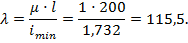 λ = μ · l / i_min = 1 · 200 / 1,732 = 115,5.